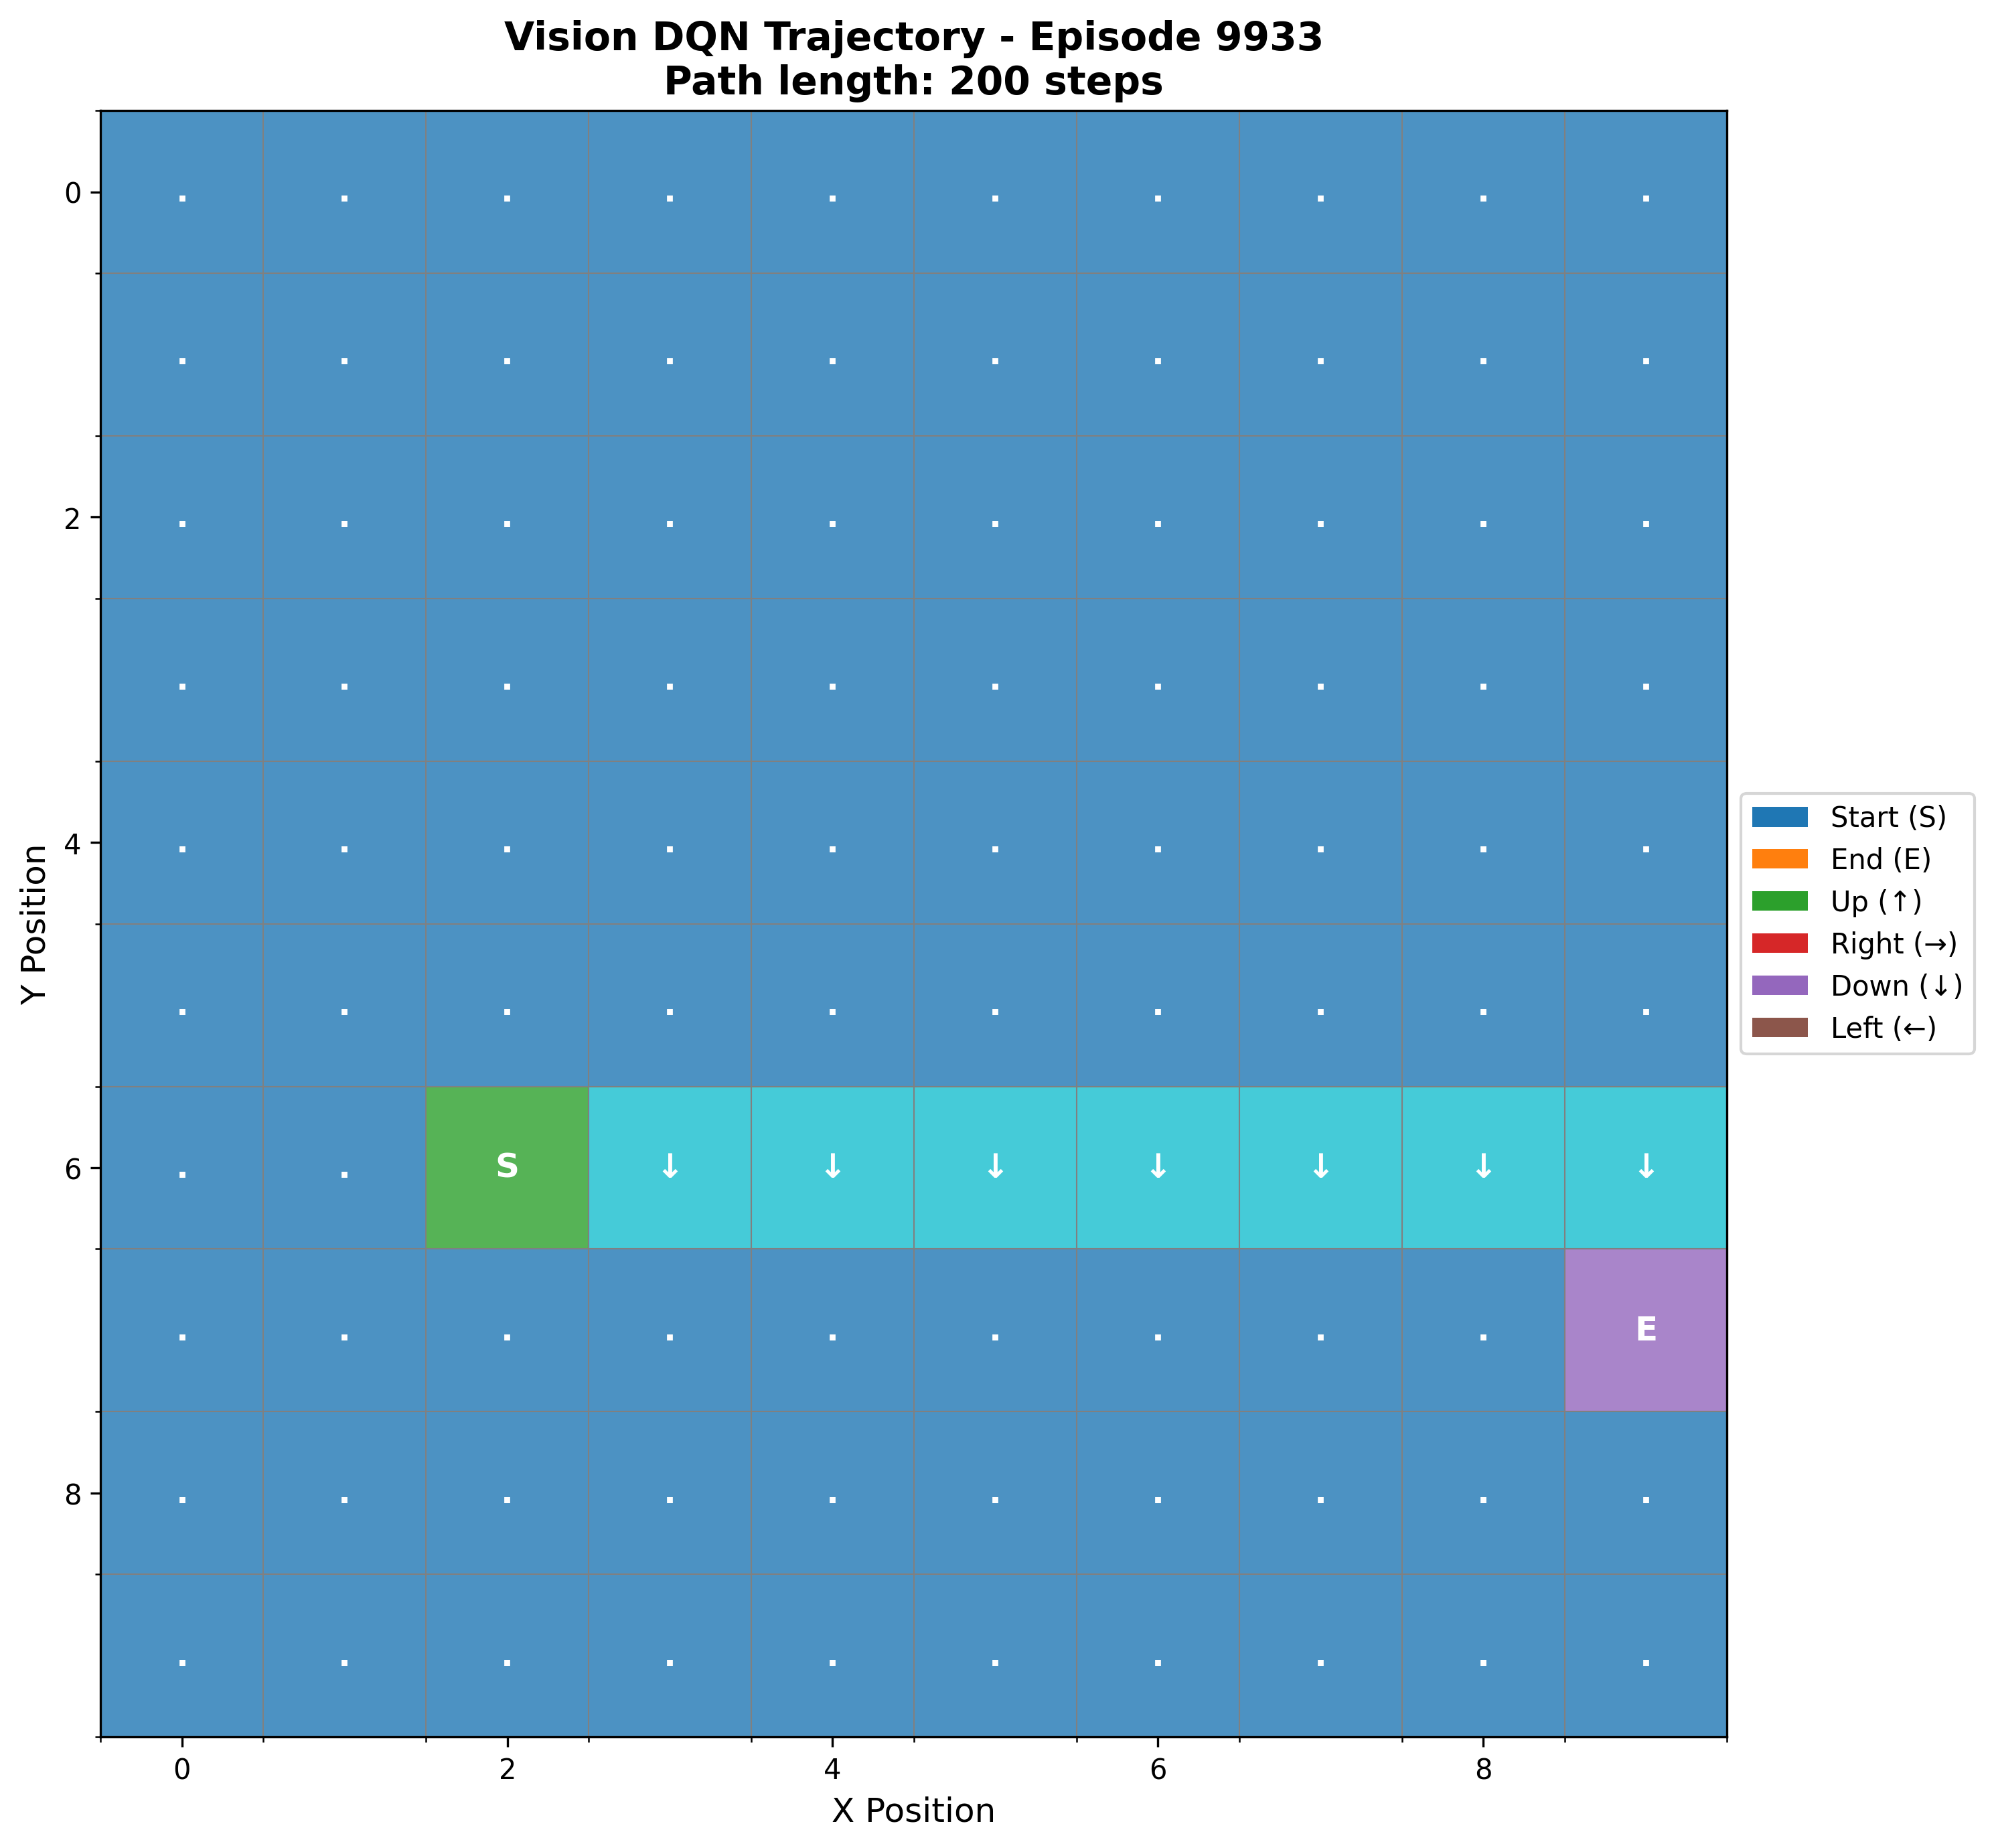 Vision DQN Trajectory - Episode 9933
Path length: 200 steps
0
2
4
Y Position
6
8
S ↓ ↓ ↓ ↓ ↓ ↓ ↓
E
Start (S)
End (E)
Up (↑)
Right (→)
Down (↓)
Left (←)
0 2 4 6 8
X Position